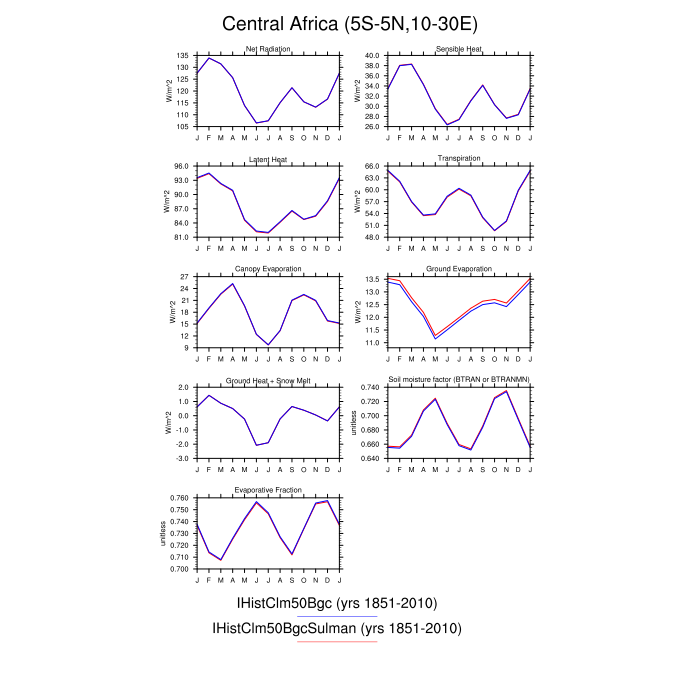 Central Africa (5S-5N,10-30E)
Net Radiation
W/m^2
135
130
125
120
115
110
105
J F M A M J J A S O N D J
Sensible Heat
W/m^2
40.0
38.0
36.0
34.0
32.0
30.0
28.0
26.0
J F M A M J J A S O N D J
Latent Heat
W/m^2
96.0
93.0
90.0
87.0
84.0
81.0
J F M A M J J A S O N D J
Transpiration
W/m^2
66.0
63.0
60.0
57.0
54.0
51.0
48.0
J F M A M J J A S O N D J
Canopy Evaporation
W/m^2
27
24
21
18
15
12
9
J F M A M J J A S O N D J
Ground Evaporation
W/m^2
13.5
13.0
12.5
12.0
11.5
11.0
J F M A M J J A S O N D J
Ground Heat + Snow Melt
W/m^2
2.0
1.0
0.0
-1.0
-2.0
-3.0
J F M A M J J A S O N D J
Soil moisture factor (BTRAN or BTRANMN)
unitless
0.740
0.720
0.700
0.680
0.660
0.640
J F M A M J J A S O N D J
Evaporative Fraction
unitless
0.760
0.750
0.740
0.730
0.720
0.710
0.700
J F M A M J J A S O N D J
IHistClm50Bgc (yrs 1851-2010)
IHistClm50BgcSulman (yrs 1851-2010)